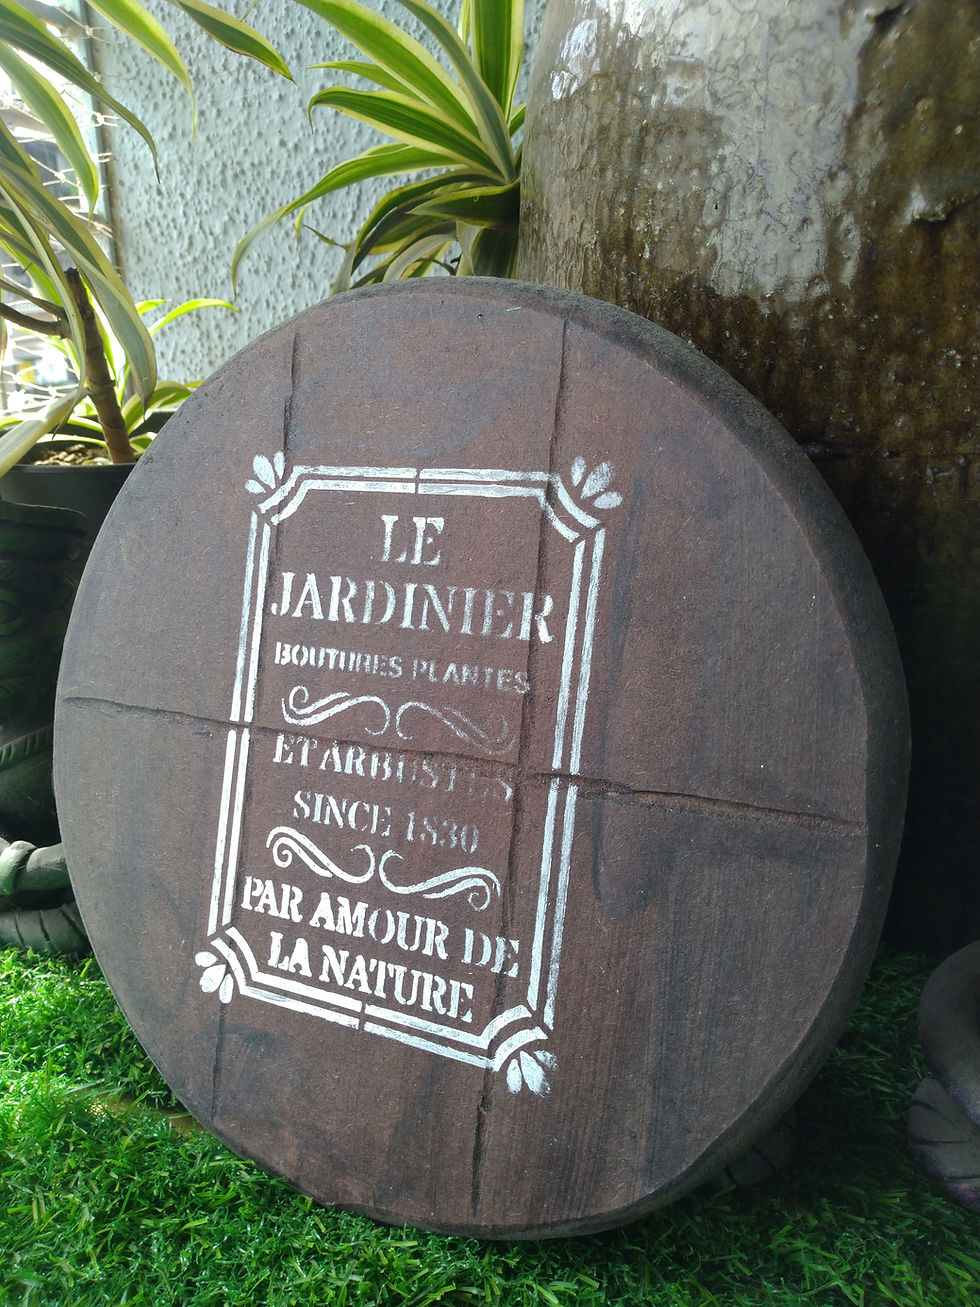 LE
JARDINIER
BOUTURES PLANTES
ET ARBUSTES
SINCE 1830
PAR AMOUR DE
LA NATURE